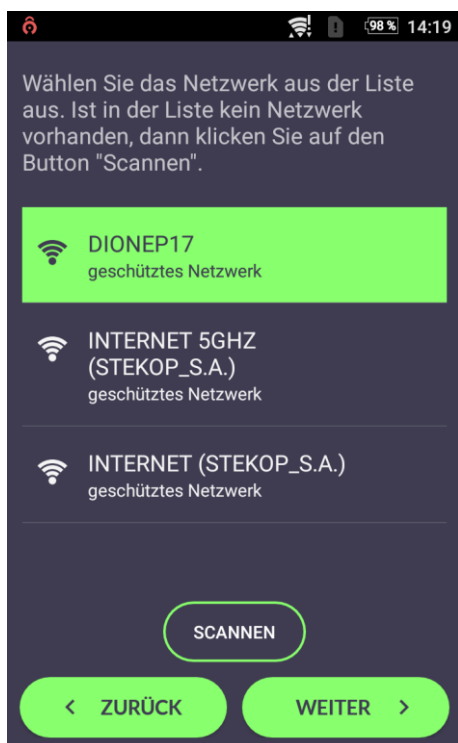 98 % 14:19
Wählen Sie das Netzwerk aus der Liste
aus. Ist in der Liste kein Netzwerk
vorhanden, dann klicken Sie auf den
Button "Scannen".
DIONEP17
geschütztes Netzwerk
INTERNET 5GHZ
(STEKOP_S.A.)
geschütztes Netzwerk
INTERNET (STEKOP_S.A.)
geschütztes Netzwerk
SCANNEN
ZURÜCK WEITER